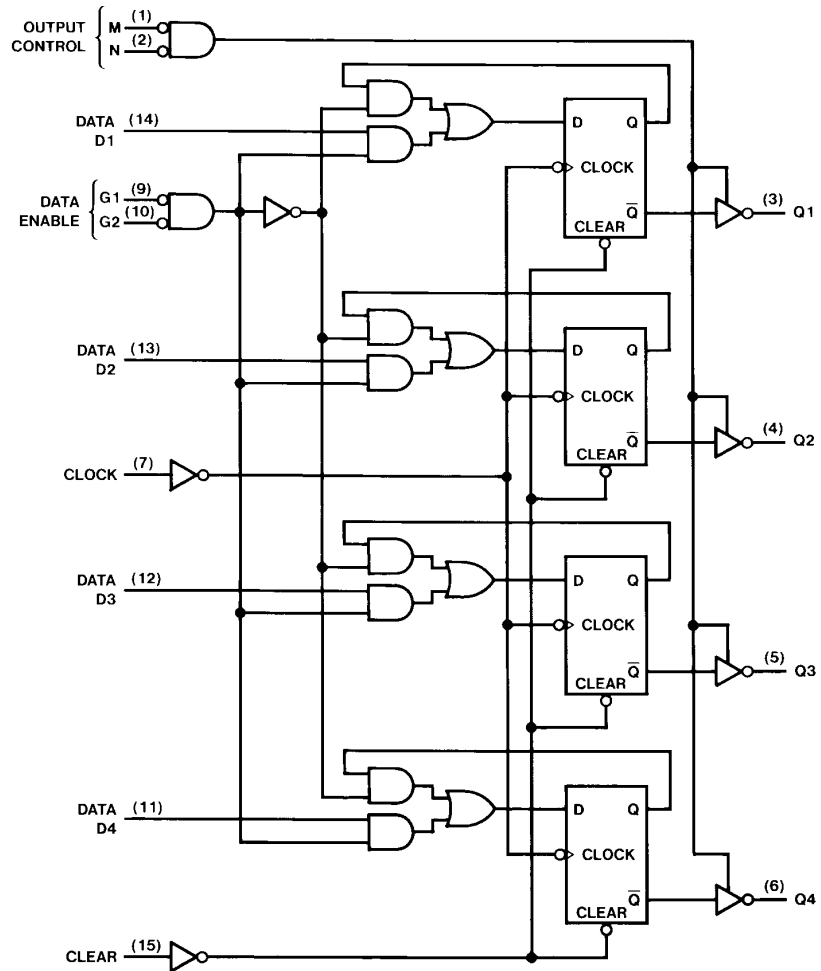 OUTPUT CONTROL
M (1)
N (2)
DATA D1 (14)
D Q
CLOCK
Q̅
CLEAR
(3) Q1
DATA ENABLE
G1 (9)
G2 (10)
DATA D2 (13)
D Q
CLOCK
Q̅
CLEAR
(4) Q2
CLOCK (7)
DATA D3 (12)
D Q
CLOCK
Q̅
CLEAR
(5) Q3
DATA D4 (11)
D Q
CLOCK
Q̅
CLEAR
(6) Q4
CLEAR (15)